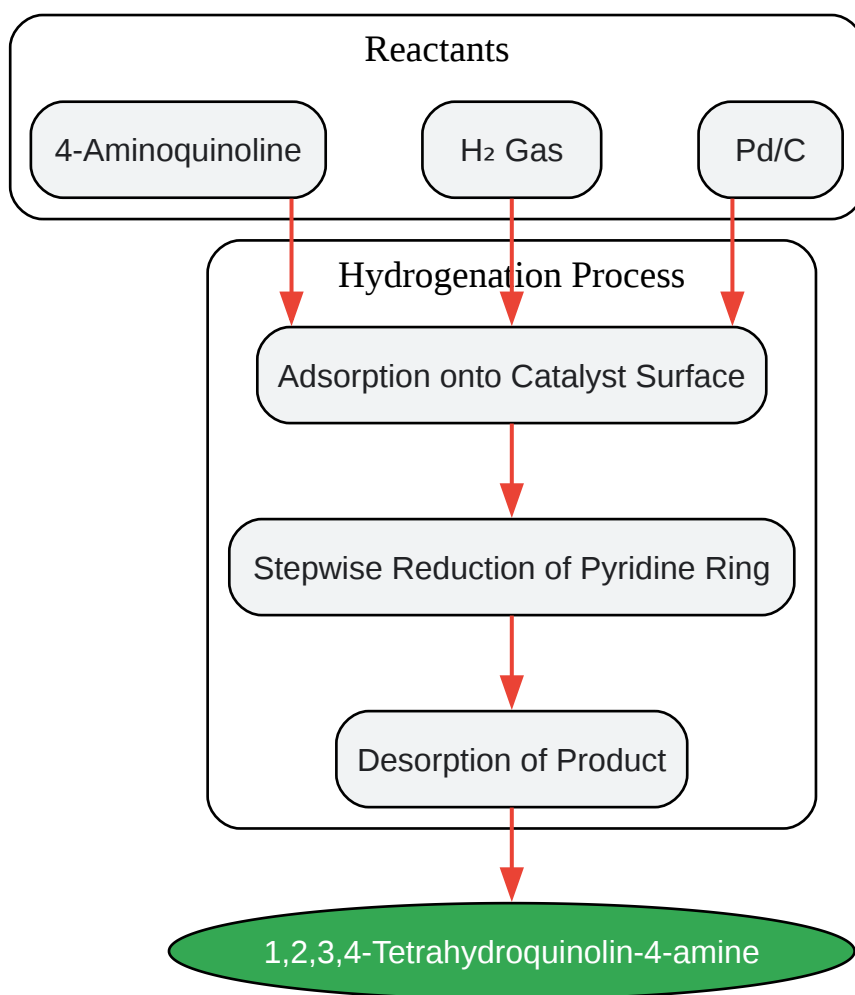 Reactants
4-Aminoquinoline
H₂ Gas
Pd/C
Hydrogenation Process
Adsorption onto Catalyst Surface
Stepwise Reduction of Pyridine Ring
Desorption of Product
1,2,3,4-Tetrahydroquinolin-4-amine